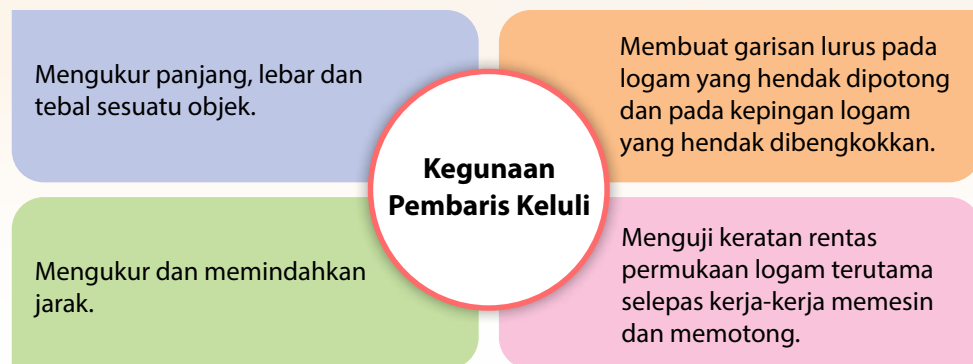 Mengukur panjang, lebar dan
tebal sesuatu objek.
Membuat garisan lurus pada
logam yang hendak dipotong
dan pada kepingan logam
yang hendak dibengkokkan.
Kegunaan
Pembaris Keluli
Mengukur dan memindahkan
jarak.
Menguji keratan rentas
permukaan logam terutama
selepas kerja-kerja memesin
dan memotong.